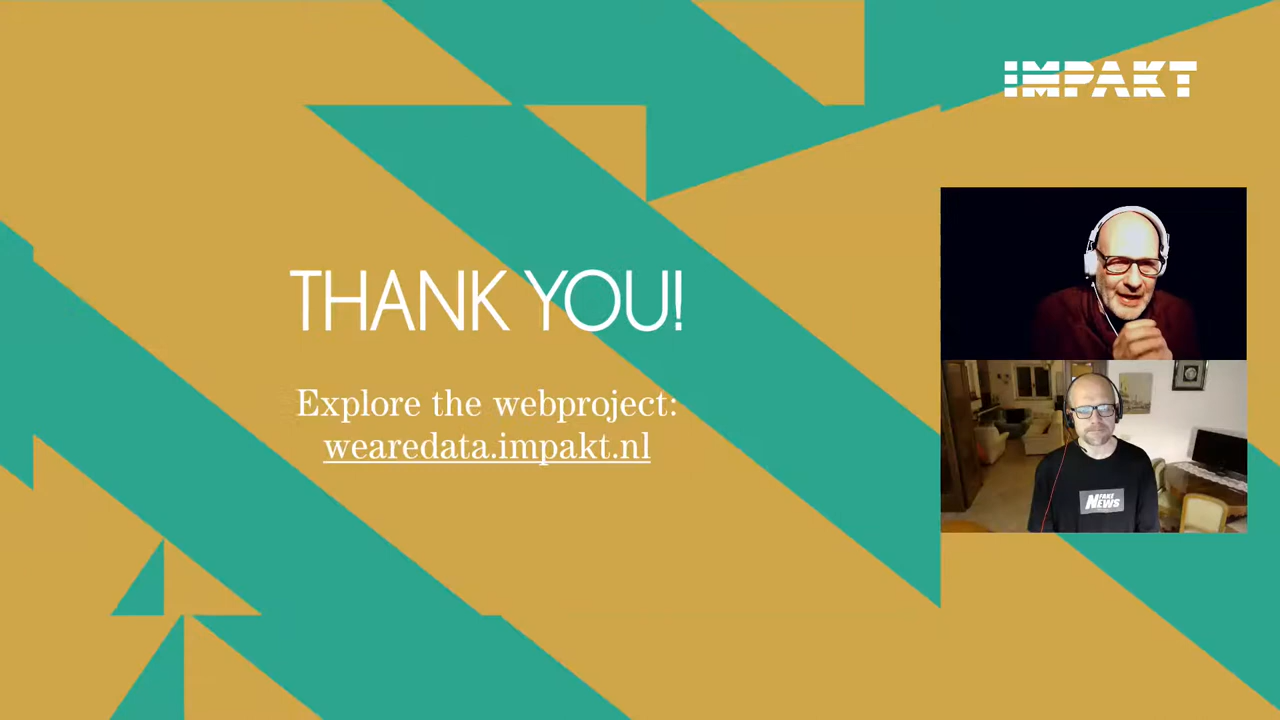 IMPAKT
THANK YOU!
Explore the webproject:
wearedata.impakt.nl
FAKE
NEWS